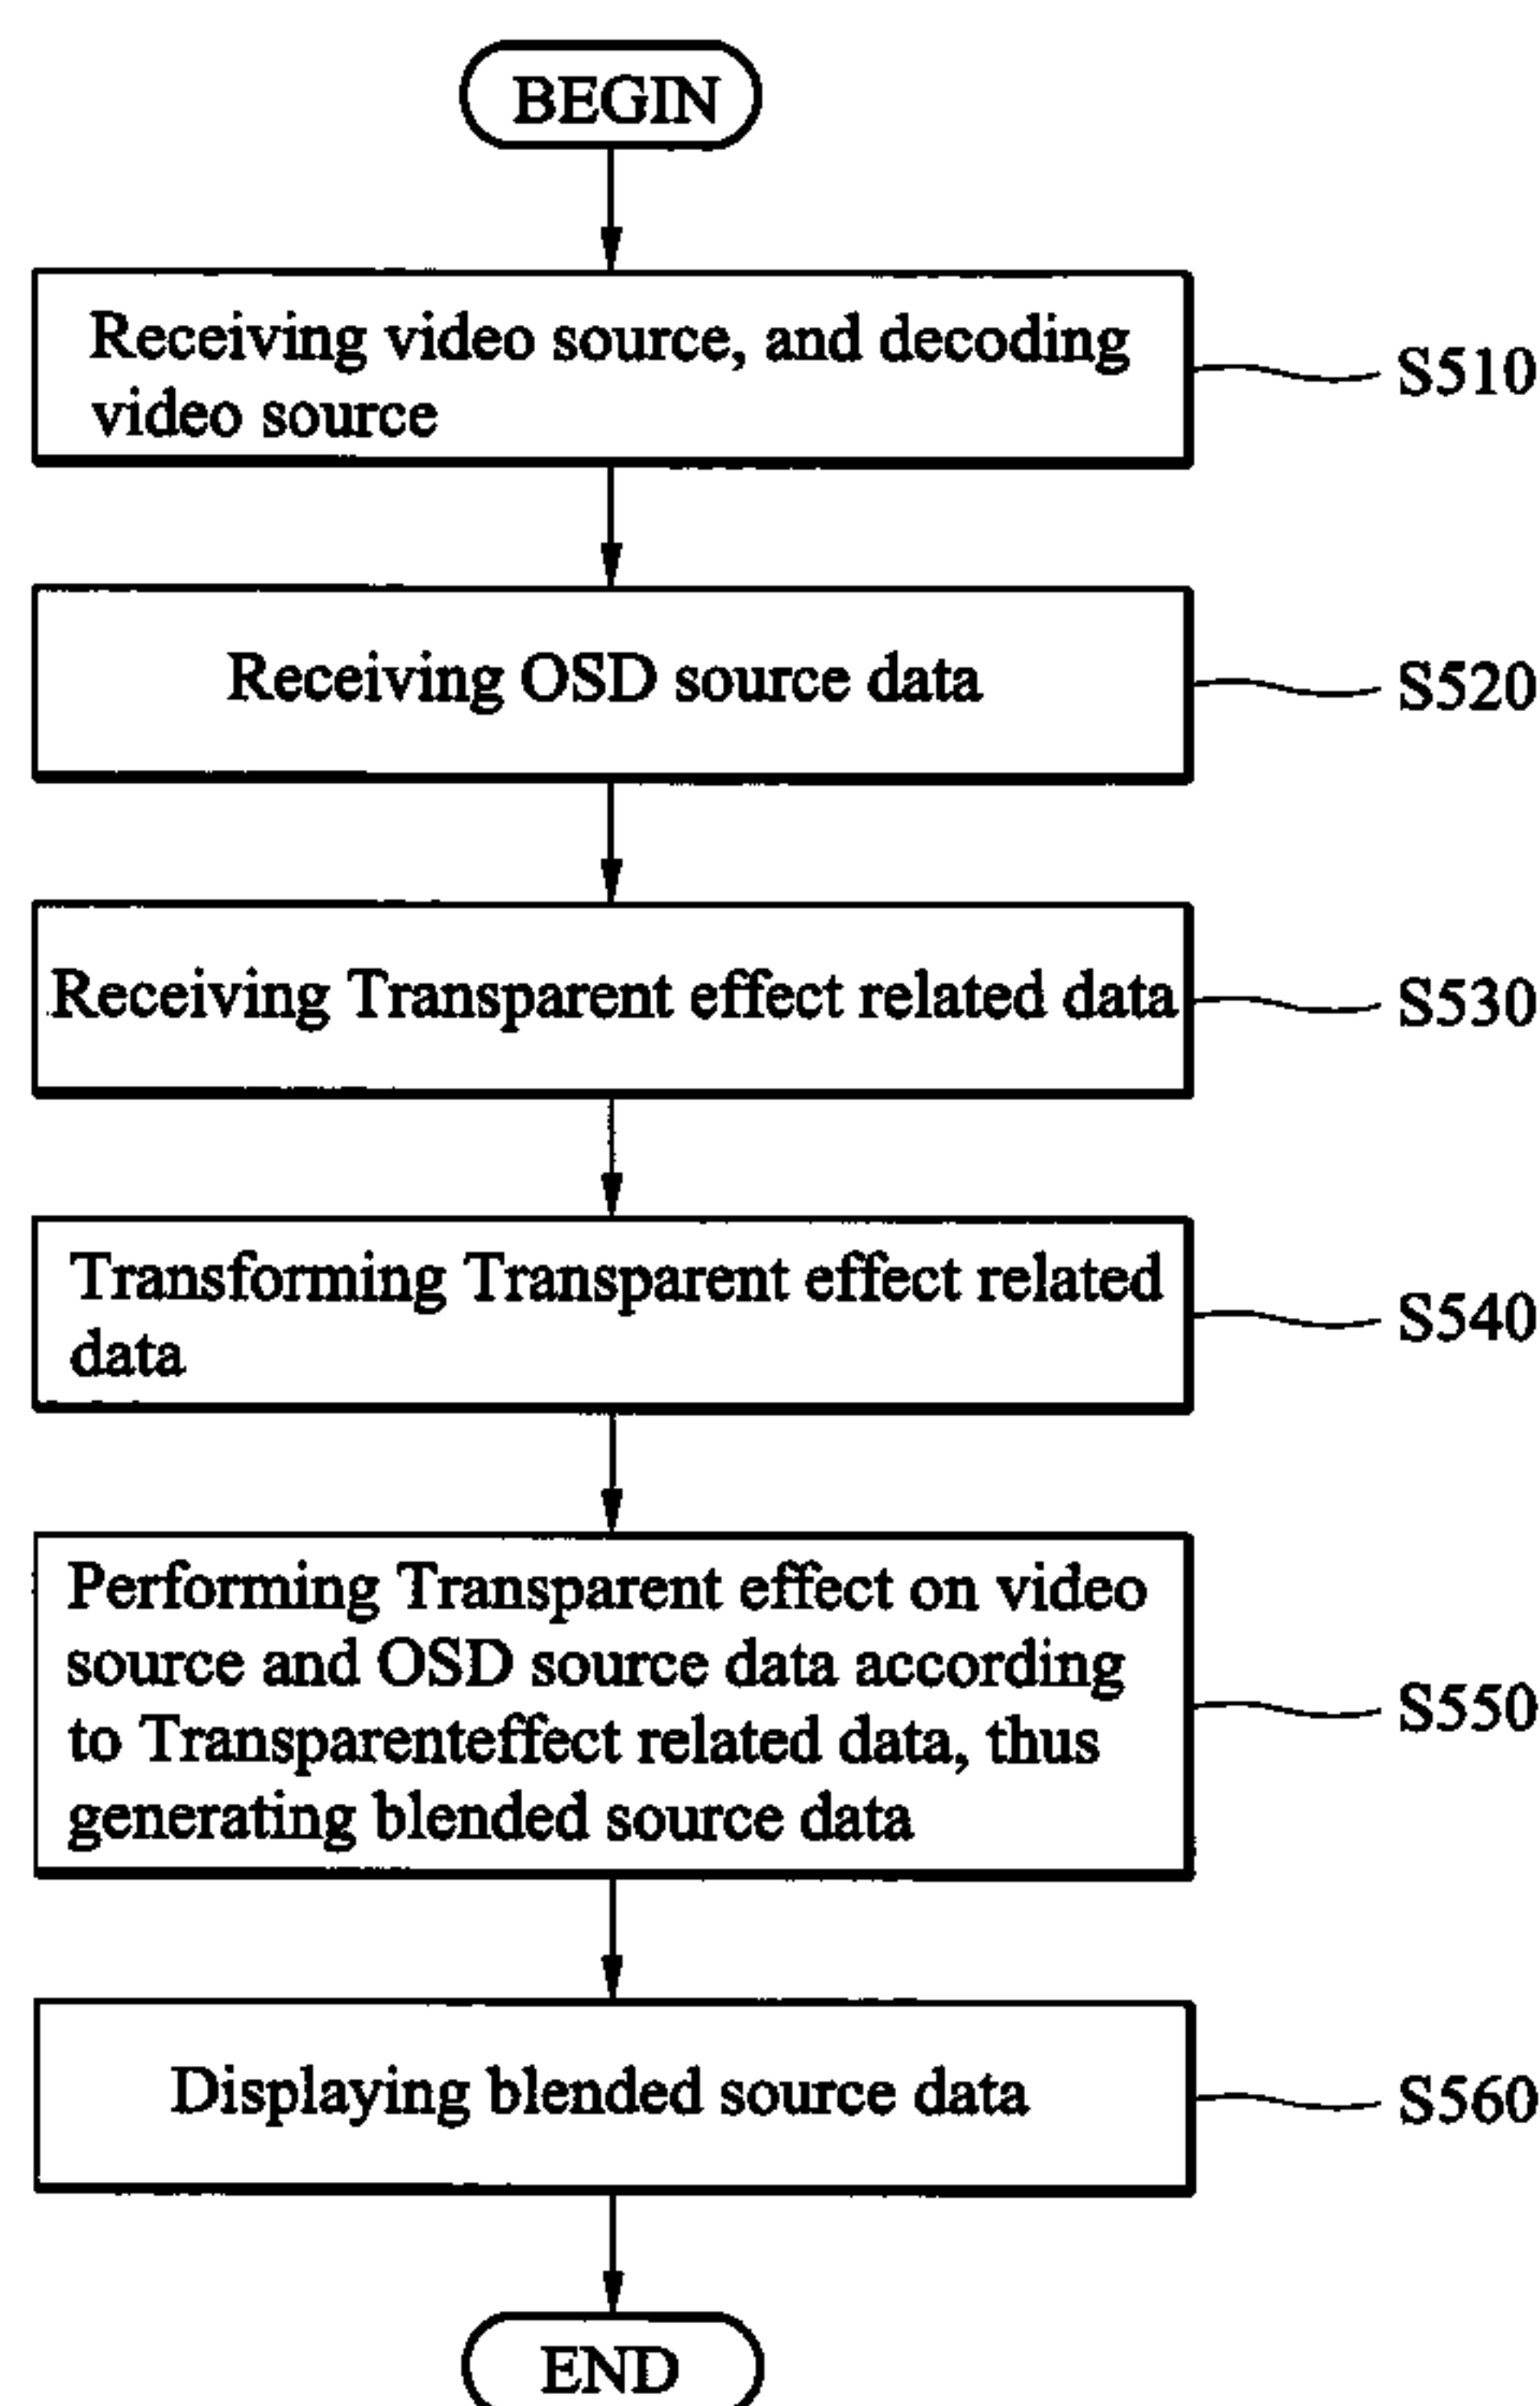 BEGIN
Receiving video source, and decoding
video source
S510
Receiving OSD source data
S520
Receiving Transparent effect related data
S530
Transforming Transparent effect related
data
S540
Performing Transparent effect on video
source and OSD source data according
to Transparenteffect related data, thus
generating blended source data
S550
Displaying blended source data
S560
END